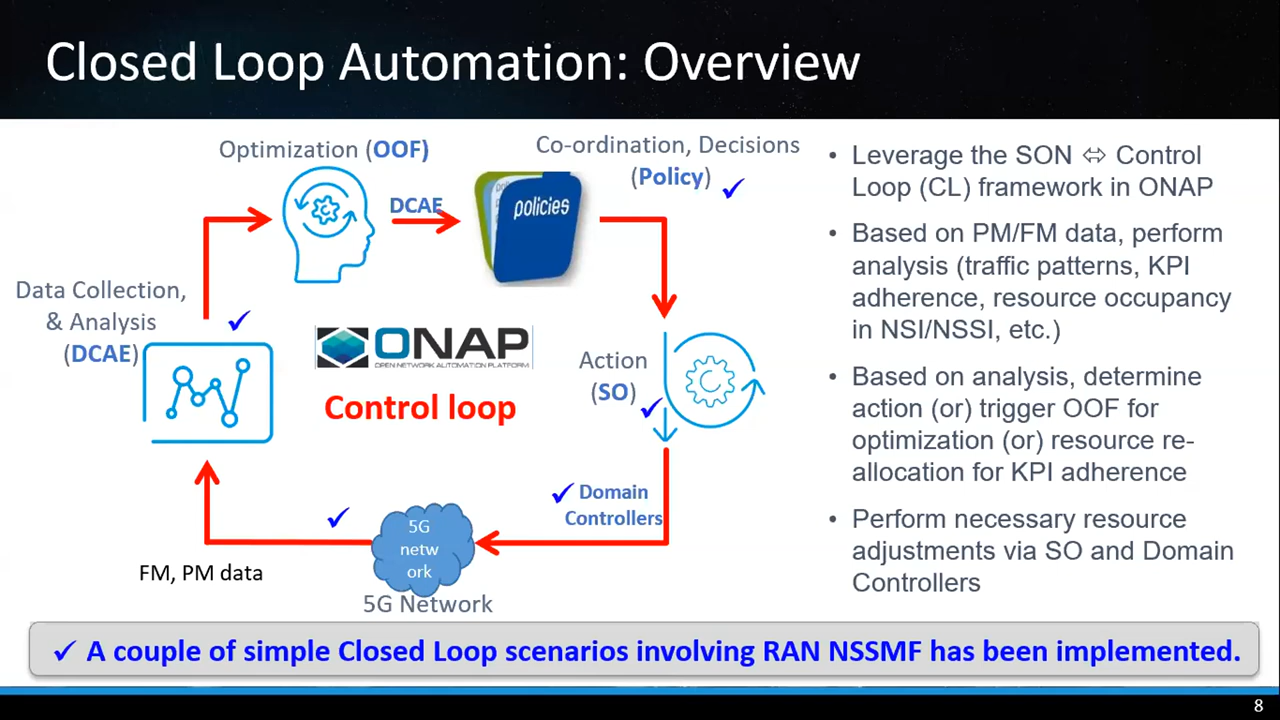 Closed Loop Automation: Overview
Optimization (OOF)
DCAE
policies
Co-ordination, Decisions
(Policy) ✓
Data Collection,
& Analysis
(DCAE)
✓
ONAP
OPEN NETWORK AUTOMATION PLATFORM
Control loop
Action
(SO)
✓
✓ Domain
Controllers
✓
5G
netw
ork
5G Network
FM, PM data
• Leverage the SON ⇔ Control
Loop (CL) framework in ONAP
• Based on PM/FM data, perform
analysis (traffic patterns, KPI
adherence, resource occupancy
in NSI/NSSI, etc.)
• Based on analysis, determine
action (or) trigger OOF for
optimization (or) resource re-
allocation for KPI adherence
• Perform necessary resource
adjustments via SO and Domain
Controllers
✓ A couple of simple Closed Loop scenarios involving RAN NSSMF has been implemented.
8